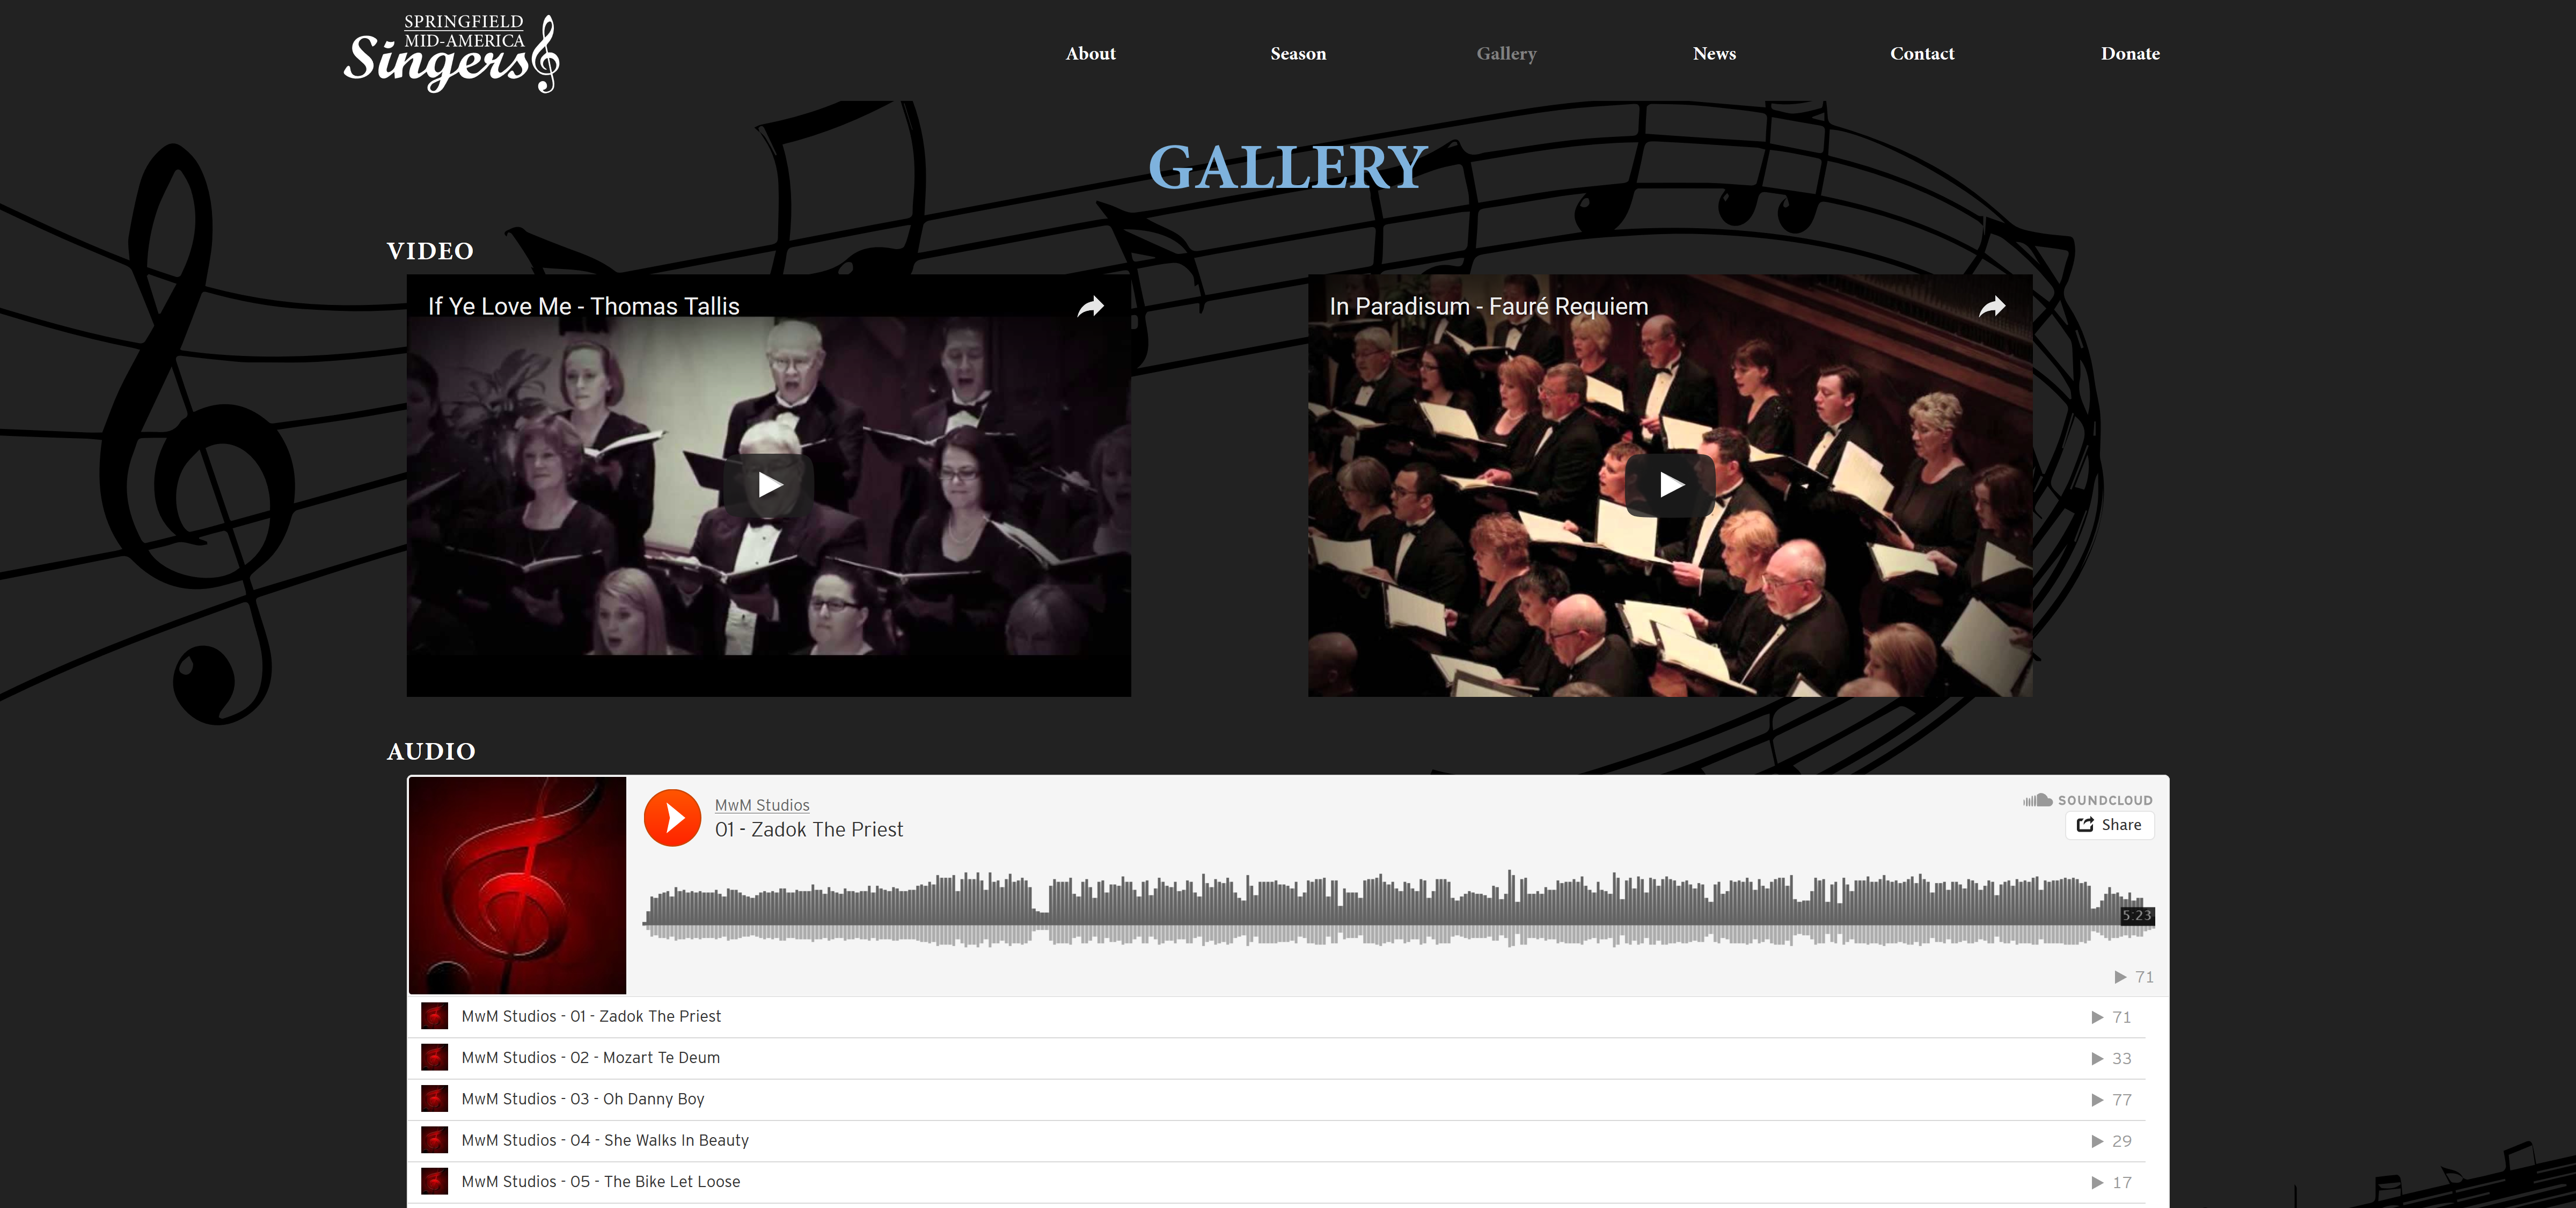 SPRINGFIELD
MID-AMERICA
Singers
About
Season
Gallery
News
Contact
Donate
GALLERY
VIDEO
If Ye Love Me - Thomas Tallis
In Paradisum - Fauré Requiem
AUDIO
MwM Studios
01 - Zadok The Priest
SOUNDCLOUD
Share
5:23
71
MwM Studios - 01 - Zadok The Priest
71
MwM Studios - 02 - Mozart Te Deum
33
MwM Studios - 03 - Oh Danny Boy
77
MwM Studios - 04 - She Walks In Beauty
29
MwM Studios - 05 - The Bike Let Loose
17